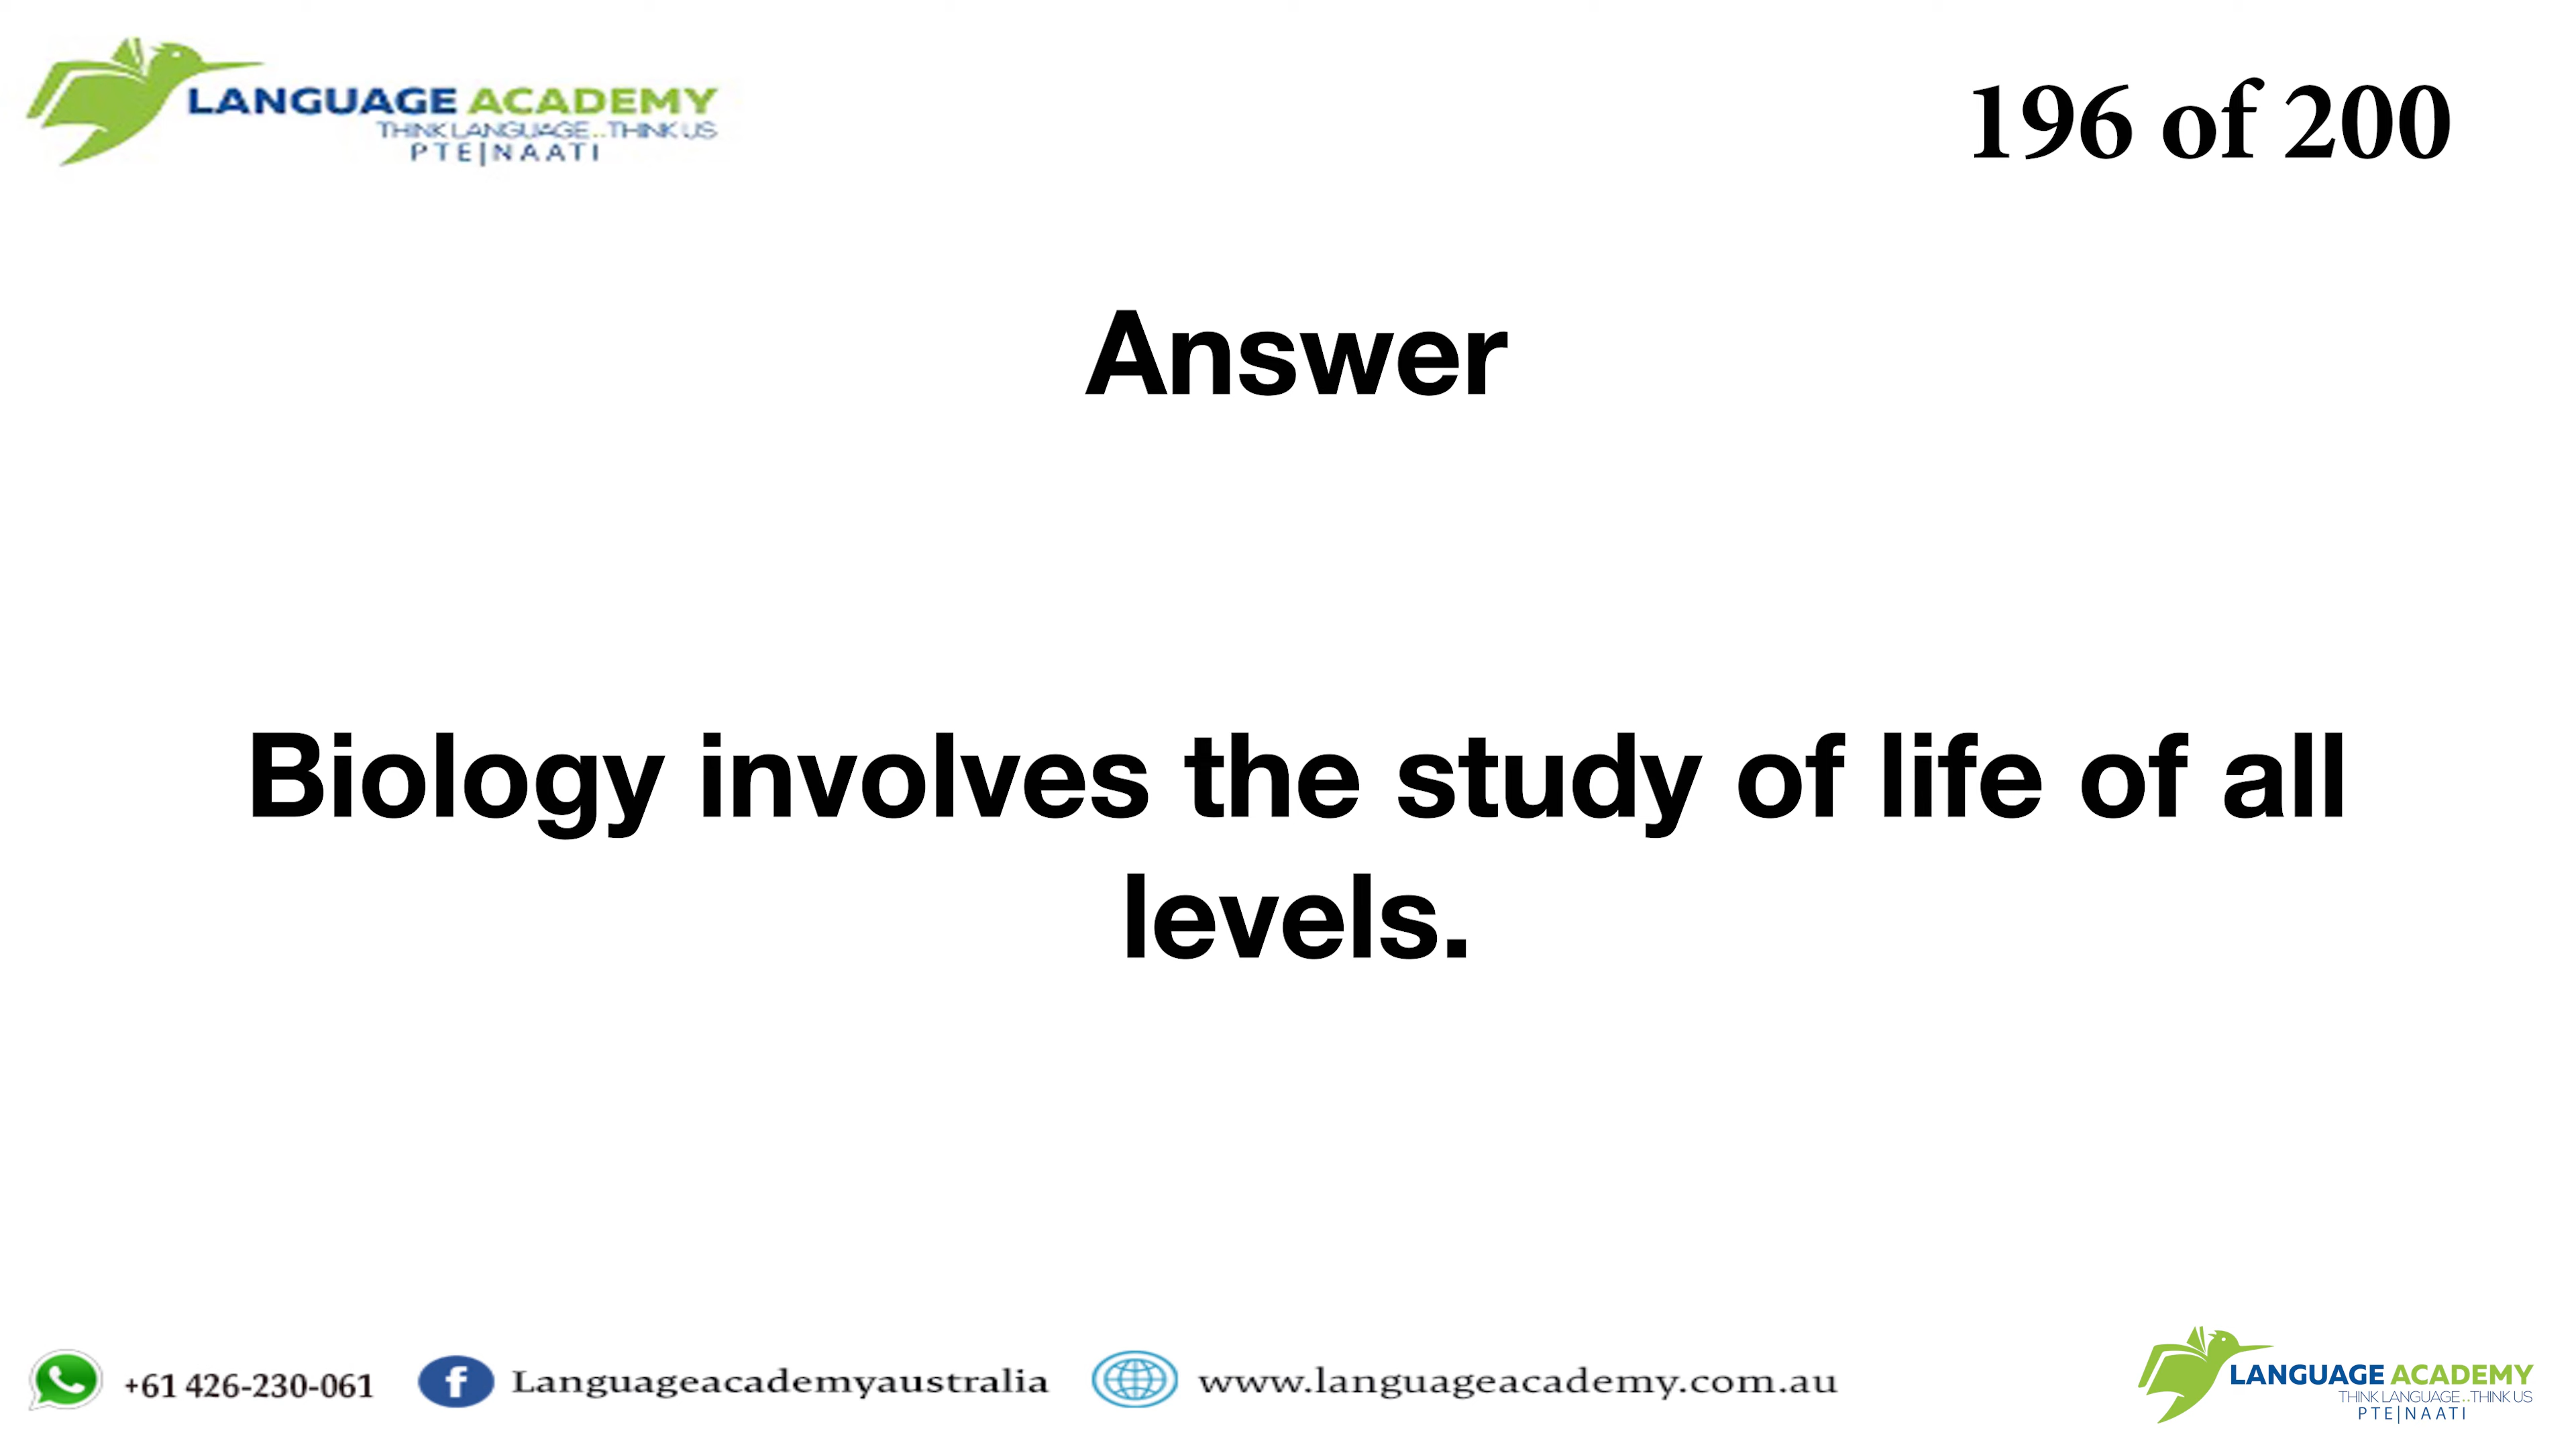 LANGUAGE ACADEMY
THINK LANGUAGE..THINK US
PTE|NAATI
196 of 200
Answer
Biology involves the study of life of all
levels.
+61 426-230-061
Languageacademyaustralia
www.languageacademy.com.au
LANGUAGE ACADEMY
THINK LANGUAGE..THINK US
PTE|NAATI